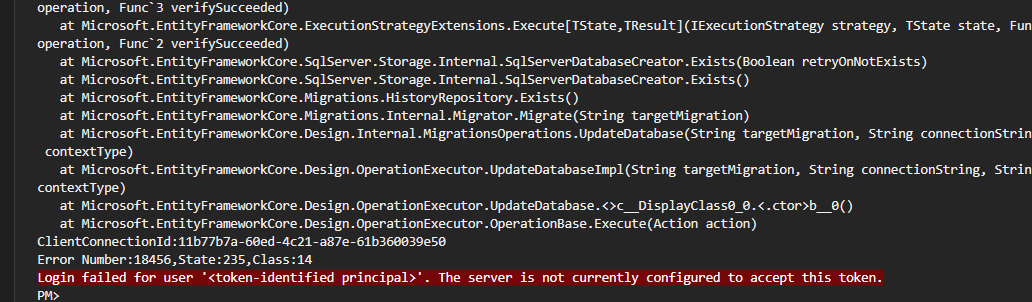 operation, Func`3 verifySucceeded)
   at Microsoft.EntityFrameworkCore.ExecutionStrategyExtensions.Execute[TState,TResult](IExecutionStrategy strategy, TState state, Fun
operation, Func`2 verifySucceeded)
   at Microsoft.EntityFrameworkCore.SqlServer.Storage.Internal.SqlServerDatabaseCreator.Exists(Boolean retryOnNotExists)
   at Microsoft.EntityFrameworkCore.SqlServer.Storage.Internal.SqlServerDatabaseCreator.Exists()
   at Microsoft.EntityFrameworkCore.Migrations.HistoryRepository.Exists()
   at Microsoft.EntityFrameworkCore.Migrations.Internal.Migrator.Migrate(String targetMigration)
   at Microsoft.EntityFrameworkCore.Design.Internal.MigrationsOperations.UpdateDatabase(String targetMigration, String connectionStrin
 contextType)
   at Microsoft.EntityFrameworkCore.Design.OperationExecutor.UpdateDatabaseImpl(String targetMigration, String connectionString, Strin
contextType)
   at Microsoft.EntityFrameworkCore.Design.OperationExecutor.UpdateDatabase.<>c__DisplayClass0_0.<.ctor>b__0()
   at Microsoft.EntityFrameworkCore.Design.OperationExecutor.OperationBase.Execute(Action action)
ClientConnectionId:11b77b7a-60ed-4c21-a87e-61b360039e50
Error Number:18456,State:235,Class:14
Login failed for user '<token-identified principal>'. The server is not currently configured to accept this token.
PM>